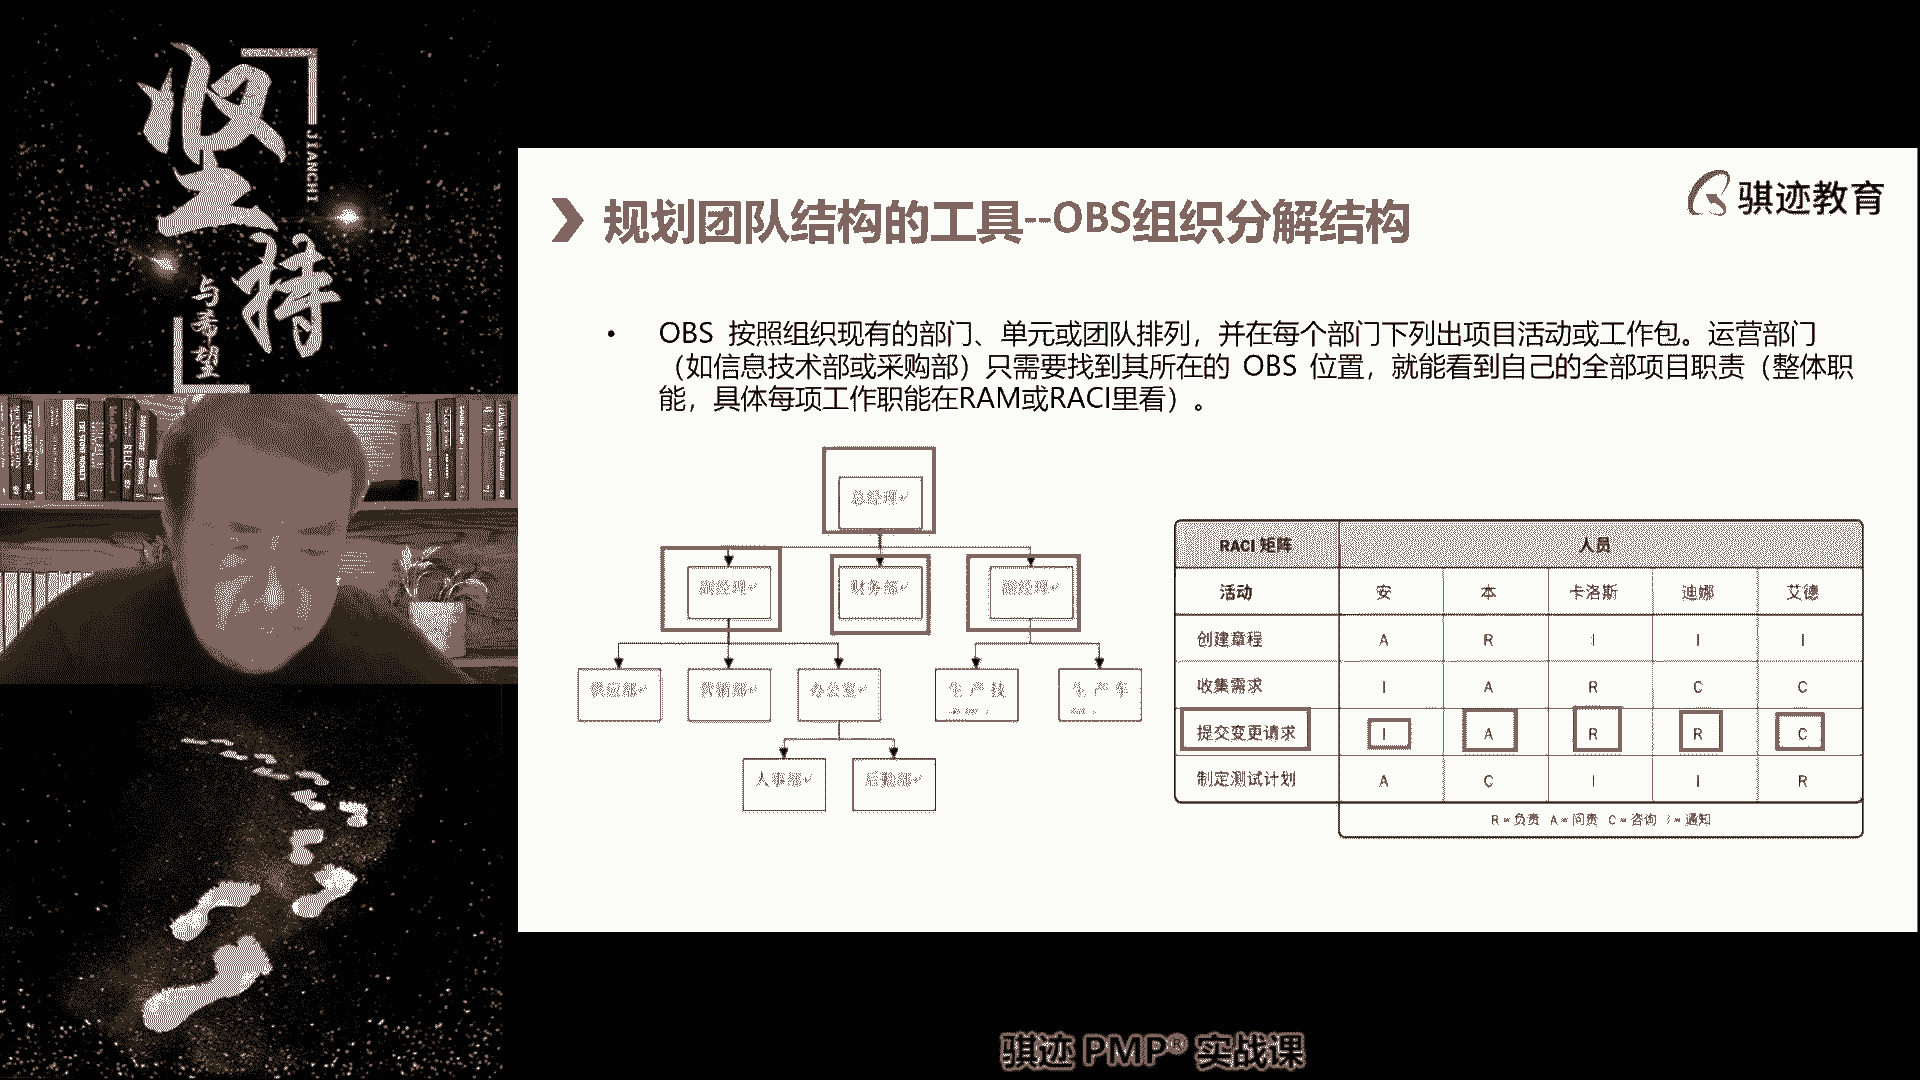 坚持
JIANCHI
与希望
骐迹教育
规划团队结构的工具--OBS组织分解结构
• OBS 按照组织现有的部门、单元或团队排列，并在每个部门下列出项目活动或工作包。运营部门
（如信息技术部或采购部）只需要找到其所在的 OBS 位置，就能看到自己的全部项目职责（整体职
能，具体每项工作职能在RAM或RACI里看）。
总经理
副经理 财务部 副经理
供应部 营销部 办公室 生产技 生产车
人事部 后勤部
RACI 矩阵 人员
活动 安 本 卡洛斯 迪娜 艾德
创建章程 A R I I I
收集需求 I A R C C
提交变更请求 I A R R C
制定测试计划 A C I I R
R = 负责 A = 问责 C = 咨询 I = 通知
骐迹 PMP® 实战课